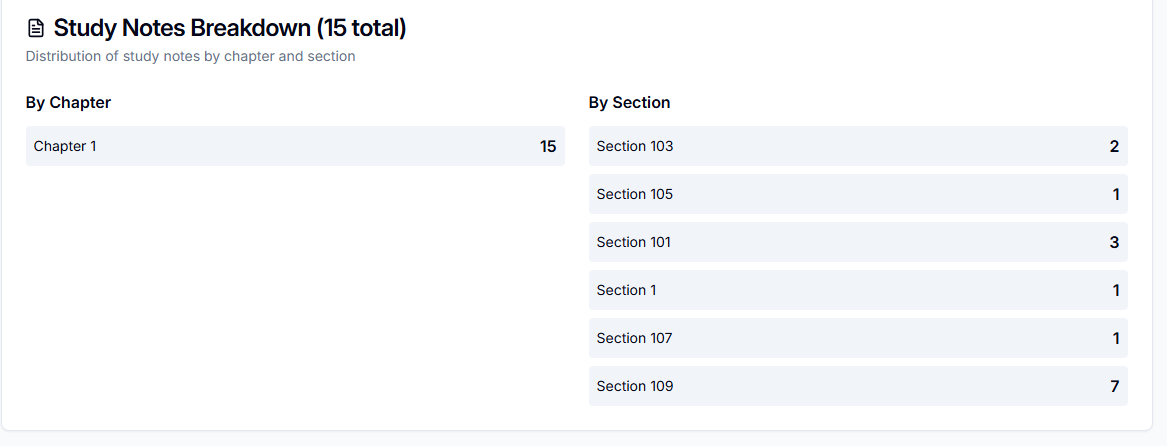 Study Notes Breakdown (15 total)
Distribution of study notes by chapter and section
By Chapter
Chapter 1 15
By Section
Section 103 2
Section 105 1
Section 101 3
Section 1 1
Section 107 1
Section 109 7